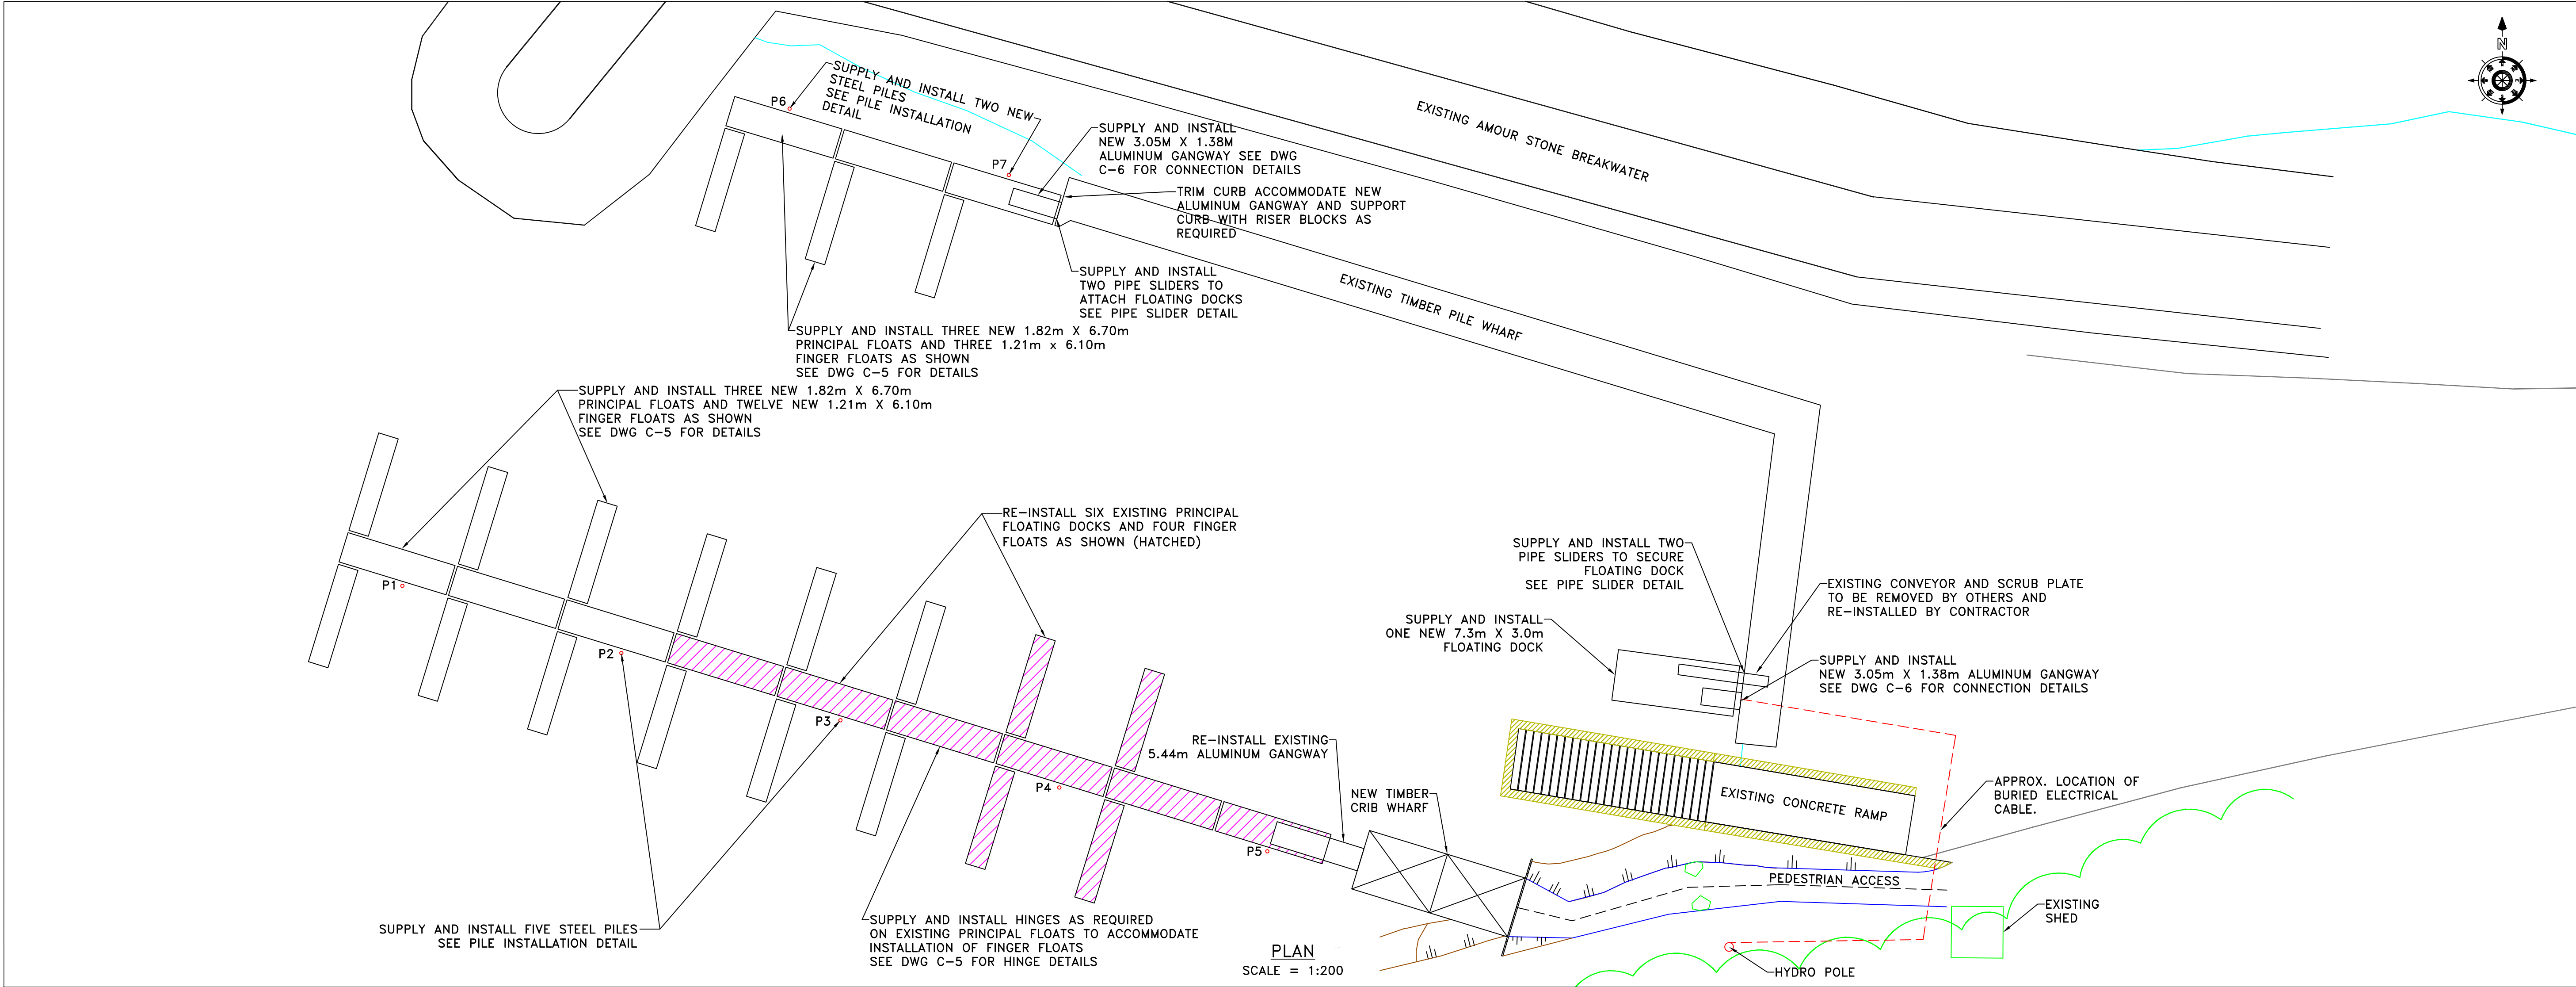 N
SUPPLY AND INSTALL TWO NEW
STEEL PILES
SEE PILE INSTALLATION
DETAIL
P6
P7
SUPPLY AND INSTALL
NEW 3.05M X 1.38M
ALUMINUM GANGWAY SEE DWG
C-6 FOR CONNECTION DETAILS
EXISTING AMOUR STONE BREAKWATER
TRIM CURB ACCOMMODATE NEW
ALUMINUM GANGWAY AND SUPPORT
CURB WITH RISER BLOCKS AS
REQUIRED
SUPPLY AND INSTALL
TWO PIPE SLIDERS TO
ATTACH FLOATING DOCKS
SEE PIPE SLIDER DETAIL
EXISTING TIMBER PILE WHARF
SUPPLY AND INSTALL THREE NEW 1.82m X 6.70m
PRINCIPAL FLOATS AND THREE 1.21m x 6.10m
FINGER FLOATS AS SHOWN
SEE DWG C-5 FOR DETAILS
SUPPLY AND INSTALL THREE NEW 1.82m X 6.70m
PRINCIPAL FLOATS AND TWELVE NEW 1.21m X 6.10m
FINGER FLOATS AS SHOWN
SEE DWG C-5 FOR DETAILS
RE-INSTALL SIX EXISTING PRINCIPAL
FLOATING DOCKS AND FOUR FINGER
FLOATS AS SHOWN (HATCHED)
SUPPLY AND INSTALL TWO
PIPE SLIDERS TO SECURE
FLOATING DOCK
SEE PIPE SLIDER DETAIL
EXISTING CONVEYOR AND SCRUB PLATE
TO BE REMOVED BY OTHERS AND
RE-INSTALLED BY CONTRACTOR
SUPPLY AND INSTALL
ONE NEW 7.3m X 3.0m
FLOATING DOCK
SUPPLY AND INSTALL
NEW 3.05m X 1.38m ALUMINUM GANGWAY
SEE DWG C-6 FOR CONNECTION DETAILS
P1
P2
P3
P4
P5
RE-INSTALL EXISTING
5.44m ALUMINUM GANGWAY
NEW TIMBER
CRIB WHARF
EXISTING CONCRETE RAMP
APPROX. LOCATION OF
BURIED ELECTRICAL
CABLE.
PEDESTRIAN ACCESS
EXISTING
SHED
SUPPLY AND INSTALL FIVE STEEL PILES
SEE PILE INSTALLATION DETAIL
SUPPLY AND INSTALL HINGES AS REQUIRED
ON EXISTING PRINCIPAL FLOATS TO ACCOMMODATE
INSTALLATION OF FINGER FLOATS
SEE DWG C-5 FOR HINGE DETAILS
PLAN
SCALE = 1:200
HYDRO POLE